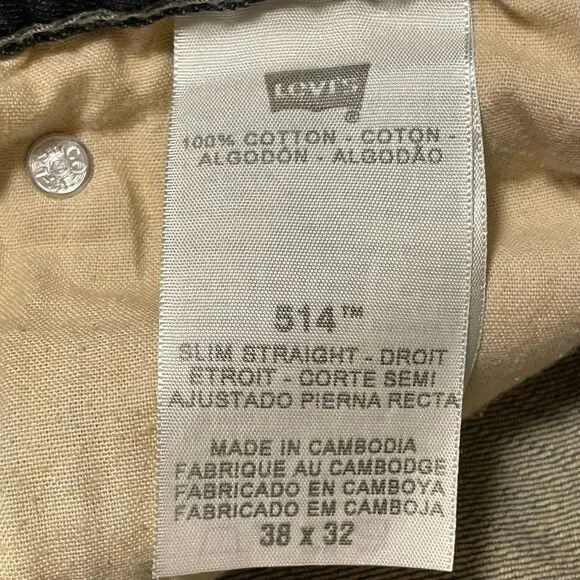 LEVI'S
®
100% COTTON - COTON -
ALGODÓN - ALGODÃO
514™
SLIM STRAIGHT - DROIT
ETROIT - CORTE SEMI
AJUSTADO PIERNA RECTA
MADE IN CAMBODIA
FABRIQUE AU CAMBODGE
FABRICADO EN CAMBOYA
FABRICADO EM CAMBOJA
38 x 32